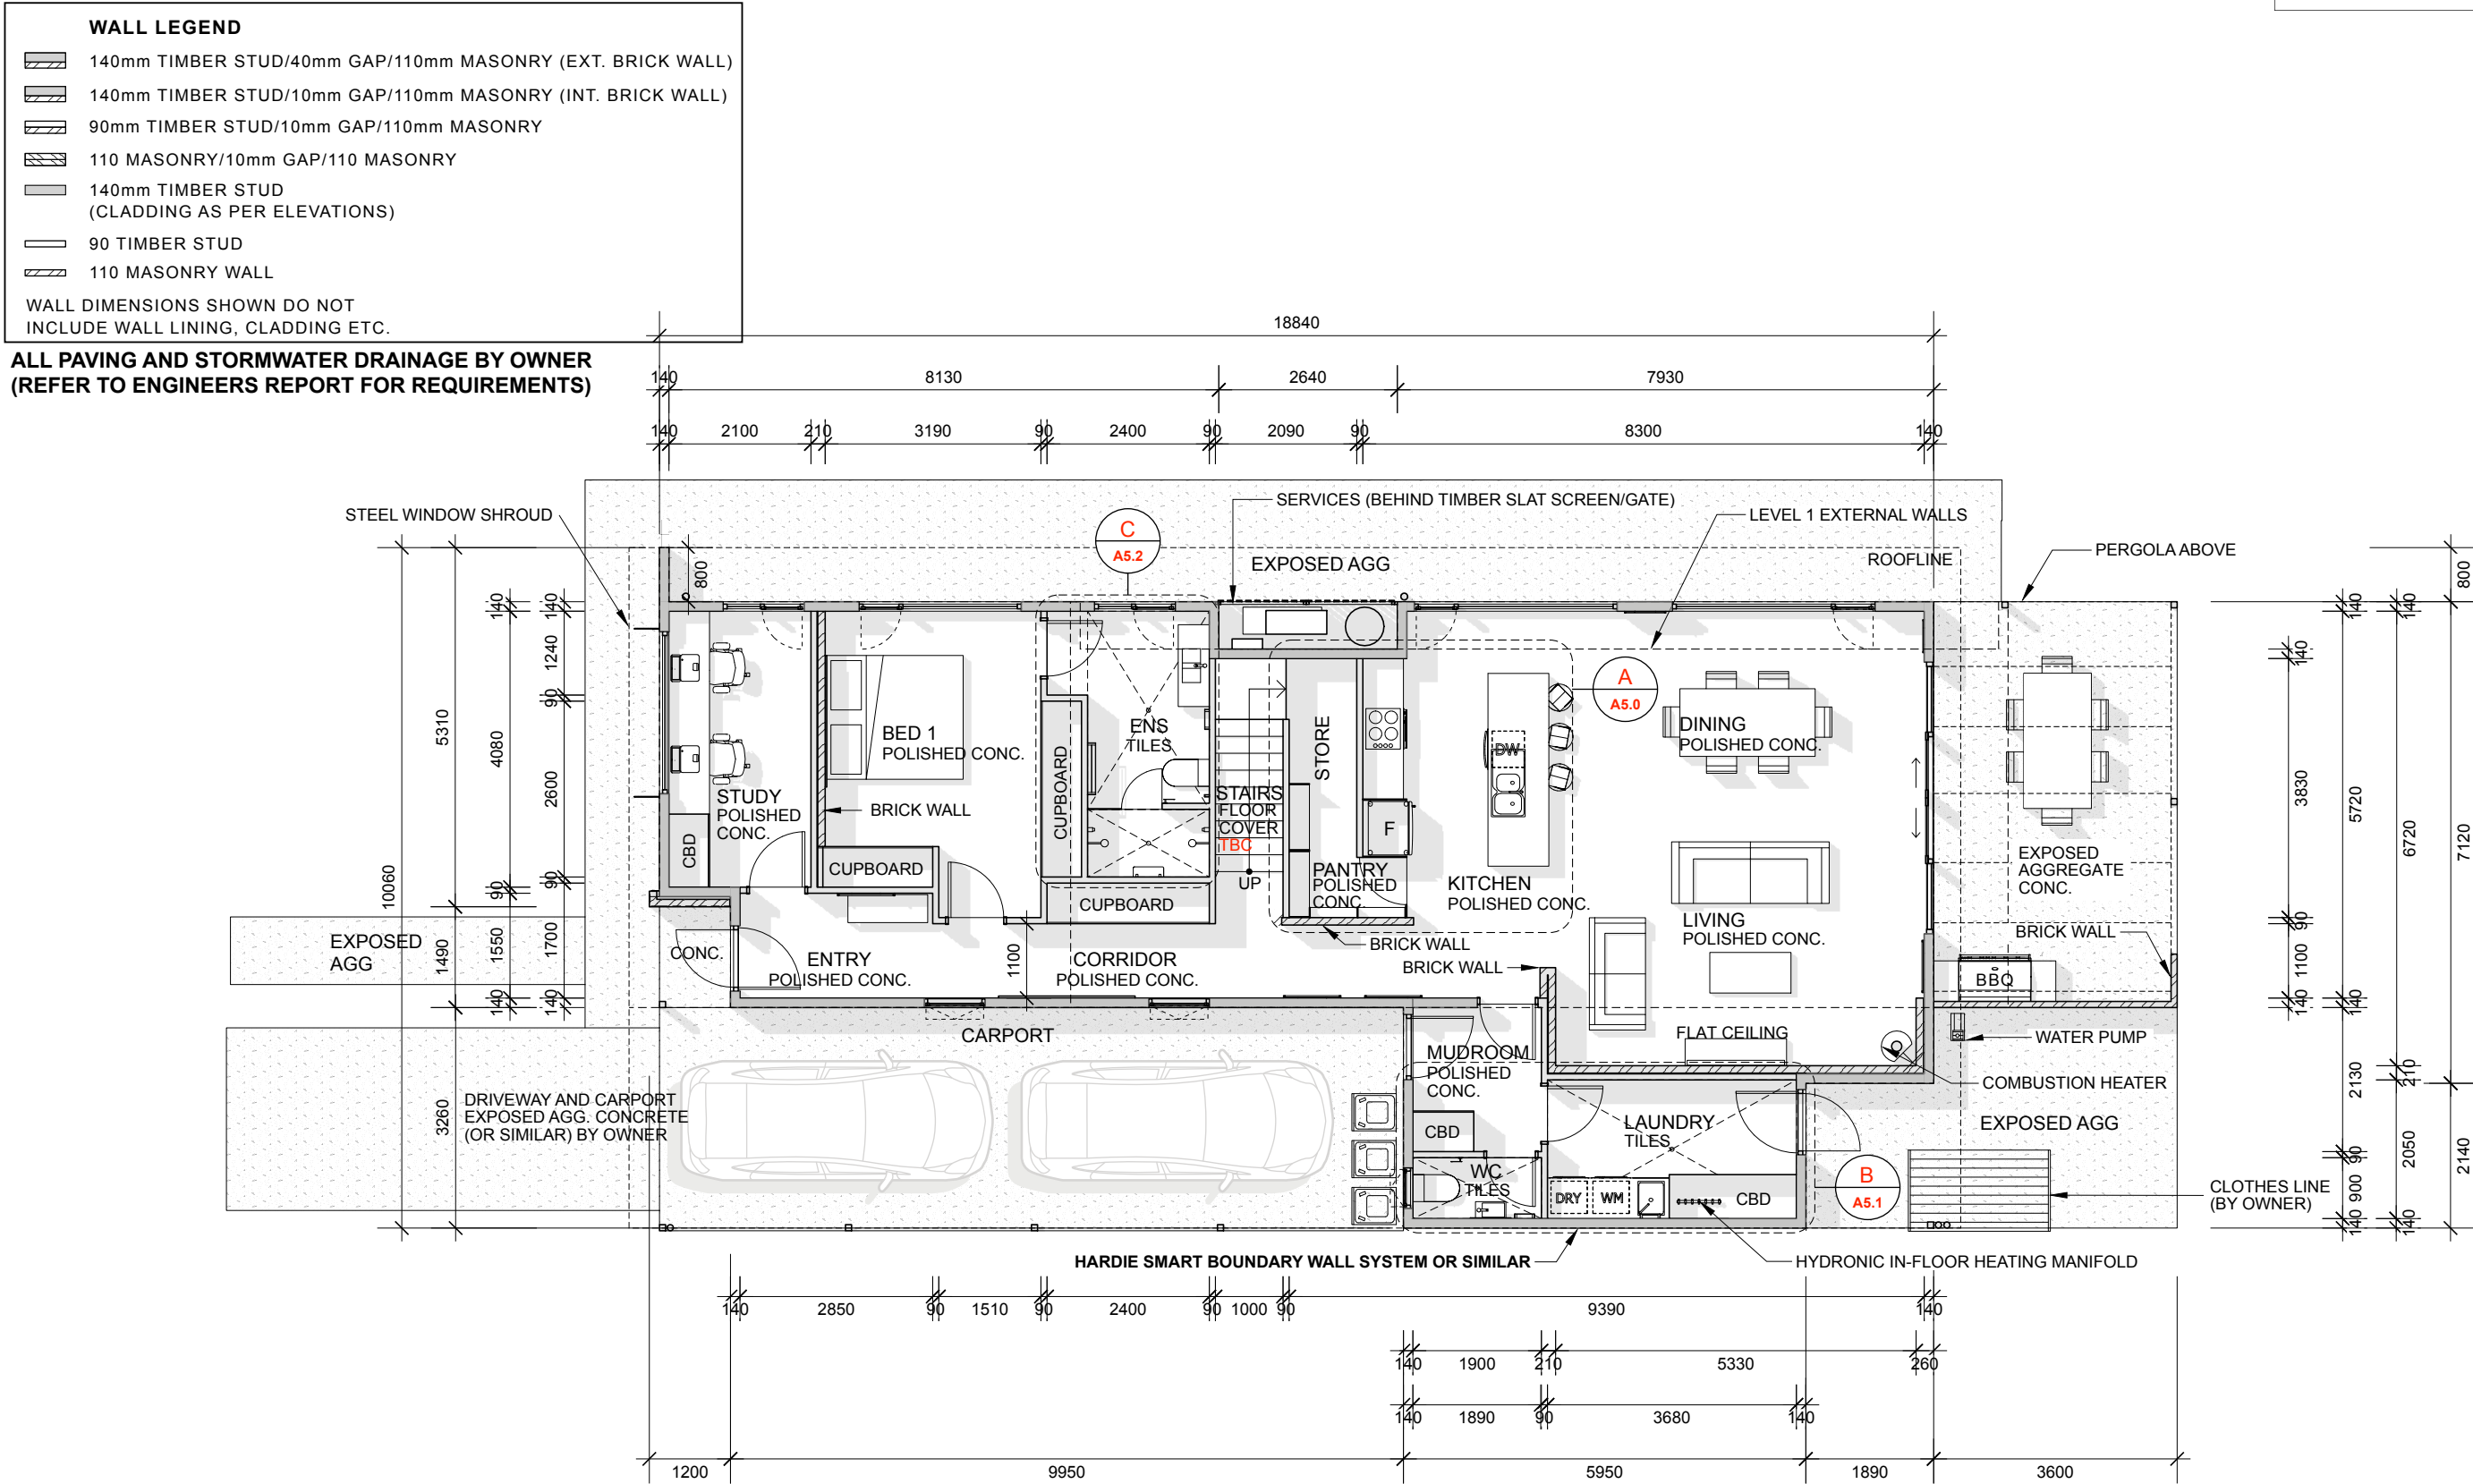 WALL LEGEND
140mm TIMBER STUD/40mm GAP/110mm MASONRY (EXT. BRICK WALL)
140mm TIMBER STUD/10mm GAP/110mm MASONRY (INT. BRICK WALL)
90mm TIMBER STUD/10mm GAP/110mm MASONRY
110 MASONRY/10mm GAP/110 MASONRY
140mm TIMBER STUD
(CLADDING AS PER ELEVATIONS)
90 TIMBER STUD
110 MASONRY WALL
WALL DIMENSIONS SHOWN DO NOT
INCLUDE WALL LINING, CLADDING ETC.
ALL PAVING AND STORMWATER DRAINAGE BY OWNER
(REFER TO ENGINEERS REPORT FOR REQUIREMENTS)
18840
140 8130 2640 7930
140 2100 210 3190 90 2400 90 2090 90 8300 140
STEEL WINDOW SHROUD
SERVICES (BEHIND TIMBER SLAT SCREEN/GATE)
LEVEL 1 EXTERNAL WALLS
C
A5.2
EXPOSED AGG
ROOFLINE
PERGOLA ABOVE
800
800
10060
5310
1490
3260
140
4080
90
1550
140
140
1240
90
2600
90
1700
140
A
A5.0
BED 1
POLISHED CONC.
ENS
TILES
CUPBOARD
STORE
DW
DINING
POLISHED CONC.
STUDY
POLISHED
CONC.
CBD
BRICK WALL
CUPBOARD
STAIRS
FLOOR
COVER
TBC
UP
F
PANTRY
POLISHED
CONC.
KITCHEN
POLISHED CONC.
CUPBOARD
EXPOSED
AGGREGATE
CONC.
LIVING
POLISHED CONC.
BRICK WALL
BRICK WALL
BRICK WALL
EXPOSED
AGG
CONC.
ENTRY
POLISHED CONC.
1100
CORRIDOR
POLISHED CONC.
BBQ
CARPORT
FLAT CEILING
WATER PUMP
MUDROOM
POLISHED
CONC.
COMBUSTION HEATER
DRIVEWAY AND CARPORT
EXPOSED AGG. CONCRETE
(OR SIMILAR) BY OWNER
CBD
LAUNDRY
TILES
EXPOSED AGG
WC
TILES
DRY
WM
CBD
B
A5.1
CLOTHES LINE
(BY OWNER)
HARDIE SMART BOUNDARY WALL SYSTEM OR SIMILAR
HYDRONIC IN-FLOOR HEATING MANIFOLD
140
3830
90
1100
140
140
5720
140
2130
90
900
140
140
6720
210
2050
140
7120
2140
140 2850 90 1510 90 2400 90 1000 90 9390 140
140 1900 210 5330 260
140 1890 90 3680 140
1200 9950 5950 1890 3600